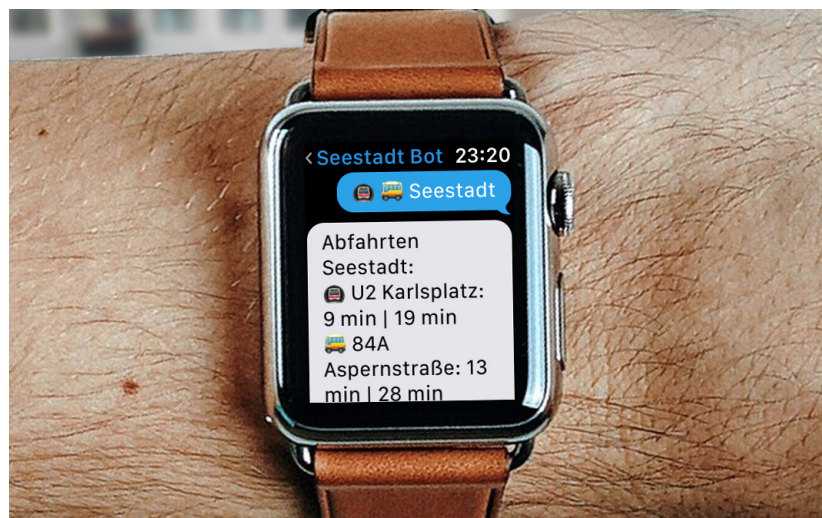 ‹ Seestadt Bot 23:20
🚇 🚌 Seestadt
Abfahrten
Seestadt:
🚇 U2 Karlsplatz:
9 min | 19 min
🚌 84A
Aspernstraße: 13
min | 28 min